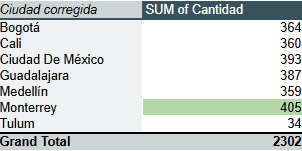 Ciudad corregida SUM of Cantidad
Bogotá 364
Cali 360
Ciudad De México 393
Guadalajara 387
Medellín 359
Monterrey 405
Tulum 34
Grand Total 2302